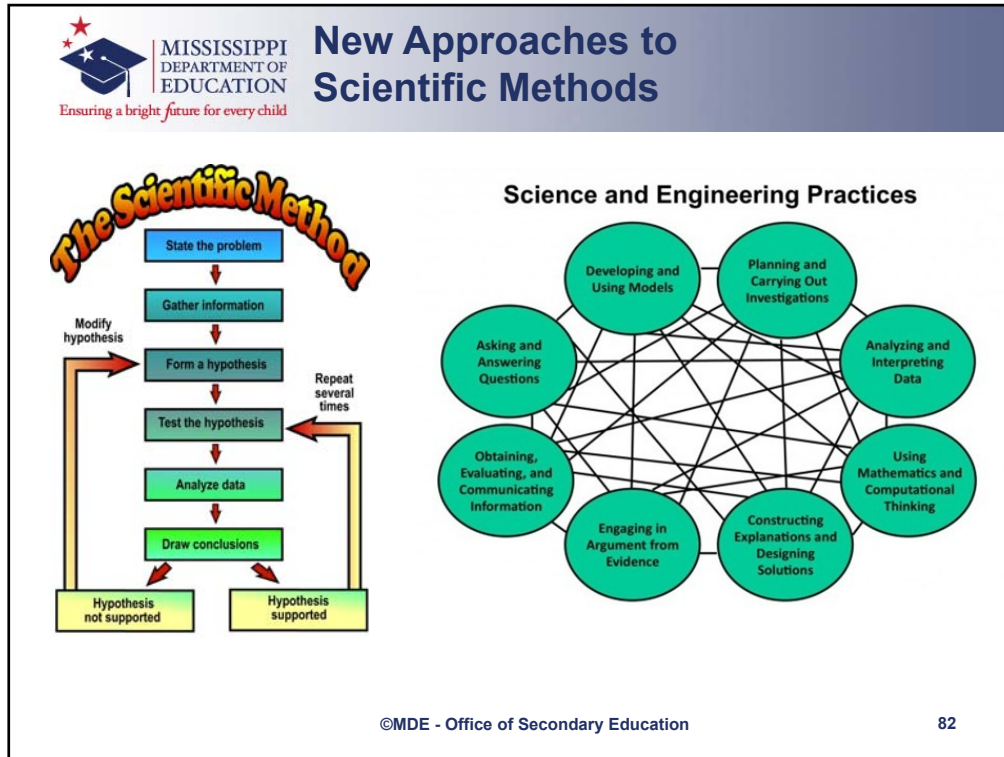 MISSISSIPPI
DEPARTMENT OF
EDUCATION
Ensuring a bright future for every child
New Approaches to
Scientific Methods
The Scientific Method
State the problem
Gather information
Modify
hypothesis
Form a hypothesis
Repeat
several
times
Test the hypothesis
Analyze data
Draw conclusions
Hypothesis
not supported
Hypothesis
supported
Science and Engineering Practices
Developing and
Using Models
Planning and
Carrying Out
Investigations
Asking and
Answering
Questions
Analyzing and
Interpreting
Data
Obtaining,
Evaluating, and
Communicating
Information
Using
Mathematics and
Computational
Thinking
Engaging in
Argument from
Evidence
Constructing
Explanations and
Designing
Solutions
©MDE - Office of Secondary Education
82